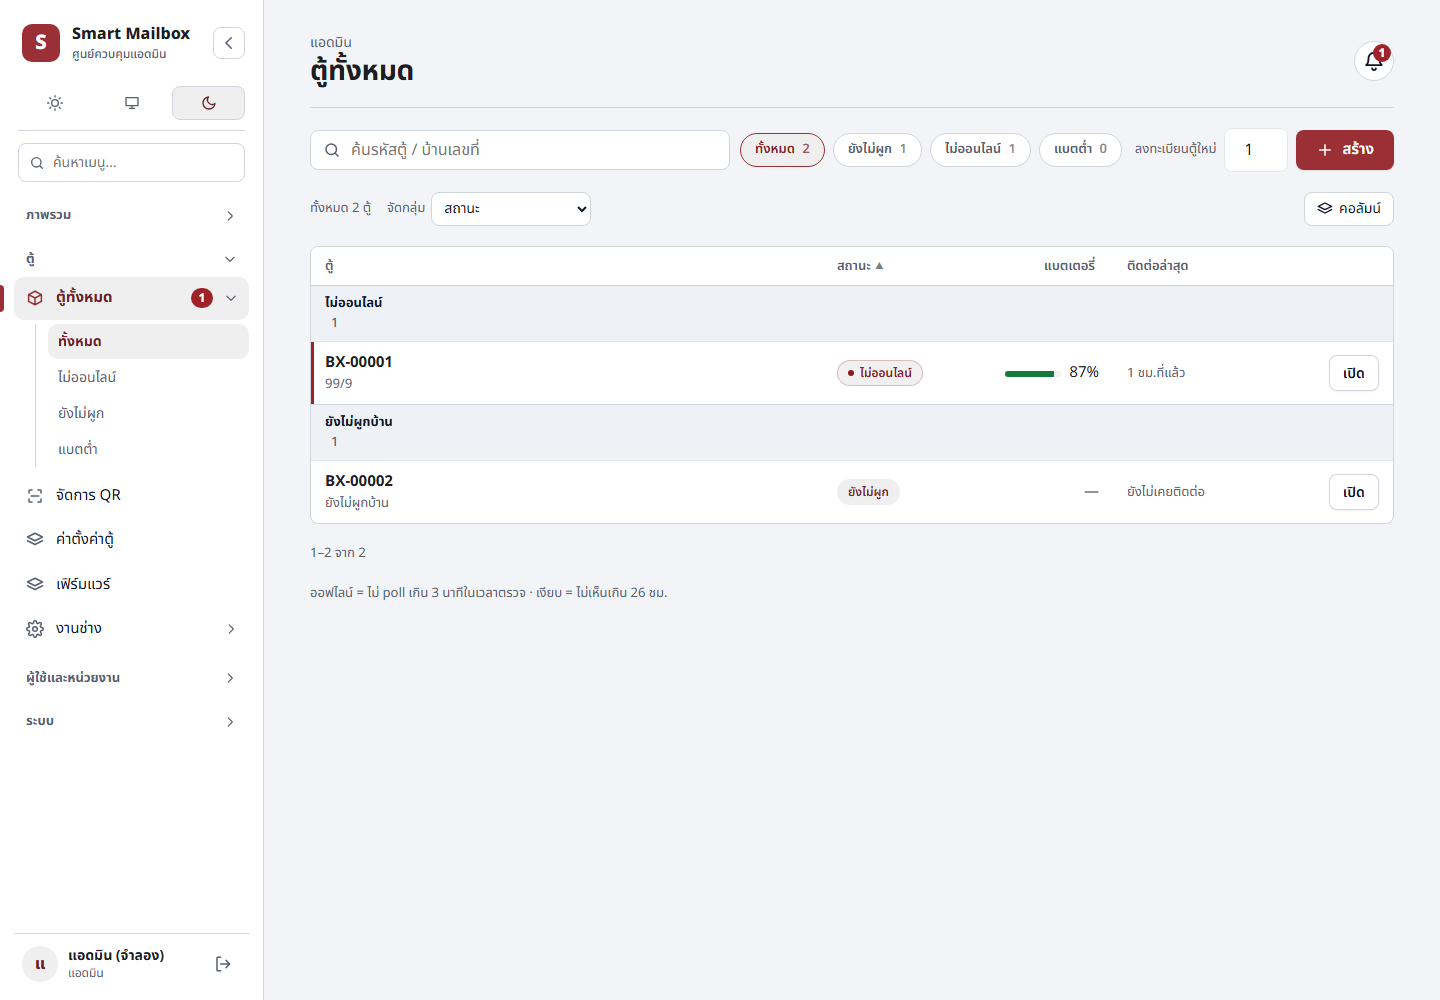 S
Smart Mailbox
ศูนย์ควบคุมแอดมิน
ค้นหาเมนู...
ภาพรวม
ตู้
ตู้ทั้งหมด 1
ทั้งหมด
ไม่ออนไลน์
ยังไม่ผูก
แบตต่ำ
จัดการ QR
ค่าตั้งค่าตู้
เฟิร์มแวร์
งานช่าง
ผู้ใช้และหน่วยงาน
ระบบ
แ
แอดมิน (จำลอง)
แอดมิน
แอดมิน
ตู้ทั้งหมด
1
ค้นรหัสตู้ / บ้านเลขที่
ทั้งหมด 2 ยังไม่ผูก 1 ไม่ออนไลน์ 1 แบตต่ำ 0 ลงทะเบียนตู้ใหม่ 1 + สร้าง
ทั้งหมด 2 ตู้ จัดกลุ่ม สถานะ คอลัมน์
ตู้ สถานะ ▲ แบตเตอรี่ ติดต่อล่าสุด
ไม่ออนไลน์
1
BX-00001
99/9
ไม่ออนไลน์ 87% 1 ชม.ที่แล้ว เปิด
ยังไม่ผูกบ้าน
1
BX-00002
ยังไม่ผูกบ้าน
ยังไม่ผูก — ยังไม่เคยติดต่อ เปิด
1–2 จาก 2
ออฟไลน์ = ไม่ poll เกิน 3 นาทีในเวลาตรวจ · เงียบ = ไม่เห็นเกิน 26 ชม.